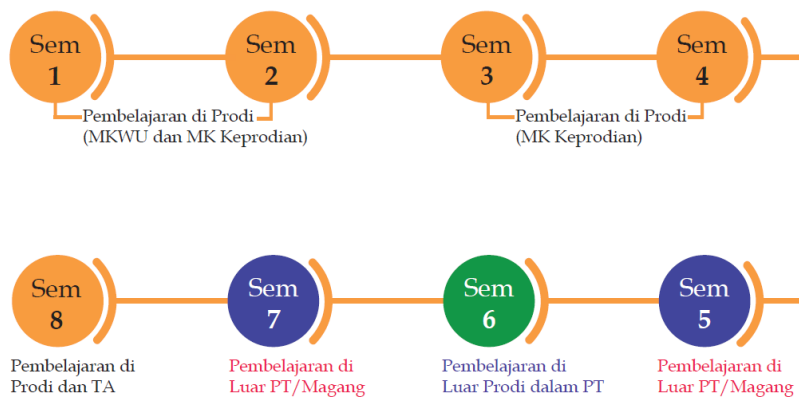 Sem
1
Sem
2
Sem
3
Sem
4
Pembelajaran di Prodi
(MKWU dan MK Keprodian)
Pembelajaran di Prodi
(MK Keprodian)
Sem
8
Sem
7
Sem
6
Sem
5
Pembelajaran di
Prodi dan TA
Pembelajaran di
Luar PT/Magang
Pembelajaran di
Luar Prodi dalam PT
Pembelajaran di
Luar PT/Magang